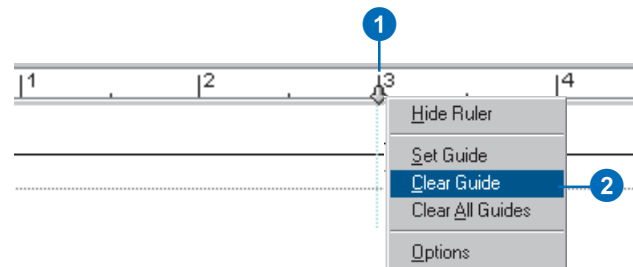 1
1 2 3 4
Hide Ruler
Set Guide
Clear Guide 2
Clear All Guides
Options